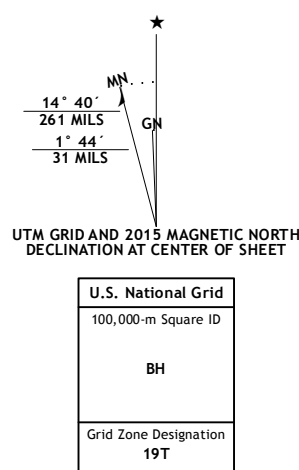 ★
MN
GN
14° 40´
261 MILS
1° 44´
31 MILS
UTM GRID AND 2015 MAGNETIC NORTH
DECLINATION AT CENTER OF SHEET
U.S. National Grid
100,000-m Square ID
BH
Grid Zone Designation
19T